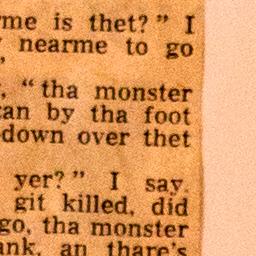 me is thet?" I
nearme to go
"tha monster
an by tha foot
down over thet
yer?" I say.
git killed, did
go, tha monster
ank, an thare's